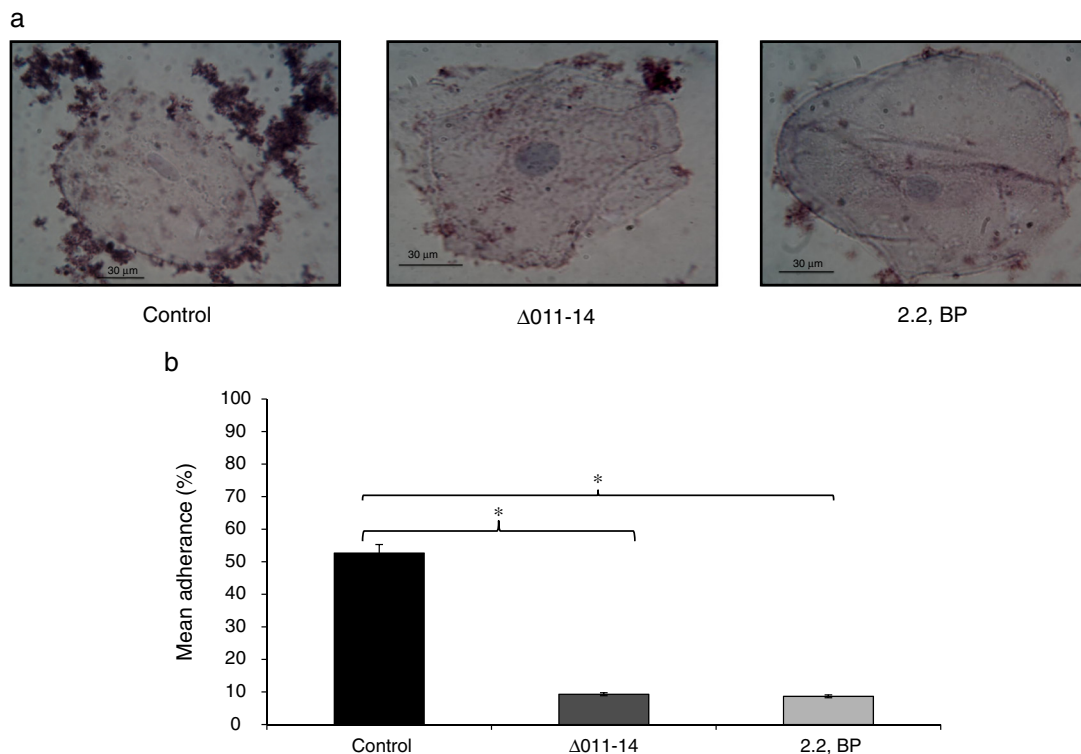 a
30 µm
30 µm
30 µm
Control
Δ011-14
2.2, BP
b
100
90
80
70
60
50
40
30
20
10
0
Mean adherance (%)
*
*
Control
Δ011-14
2.2, BP